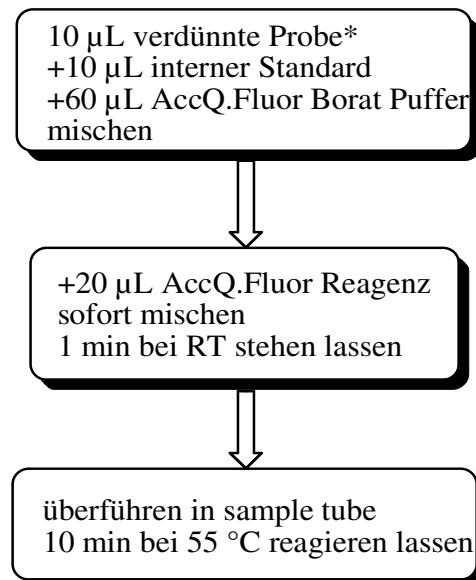 10 µL verdünnte Probe*
+10 µL interner Standard
+60 µL AccQ.Fluor Borat Puffer
mischen
+20 µL AccQ.Fluor Reagenz
sofort mischen
1 min bei RT stehen lassen
überführen in sample tube
10 min bei 55 °C reagieren lassen